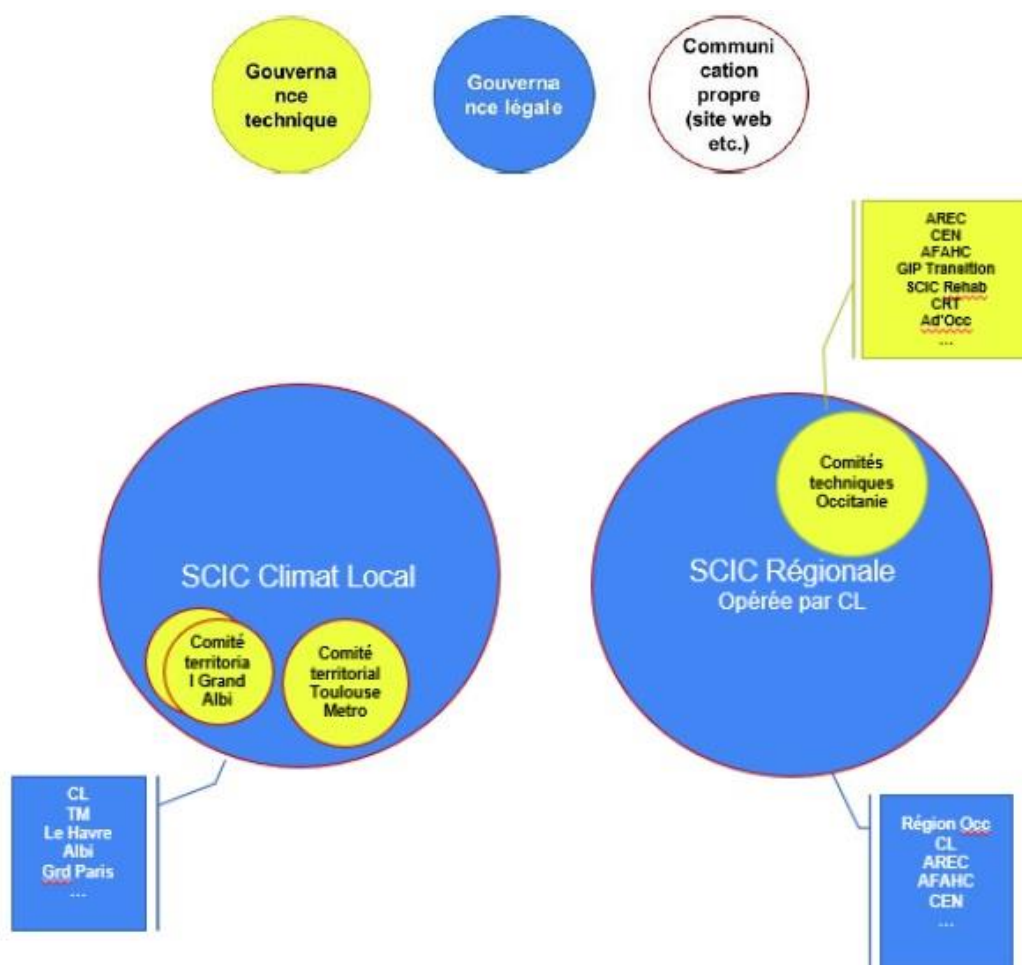 Gouverna
nce
technique
Gouverna
nce légale
Communi
cation
propre
(site web
etc.)
AREC
CEN
AFAHC
GIP Transition
SCIC Rehab
CRT
Ad'Occ
...
Comités
techniques
Occitanie
SCIC Climat Local
SCIC Régionale
Opérée par CL
Comité
territoria
l Grand
Albi
Comité
territorial
Toulouse
Metro
CL
TM
Le Havre
Albi
Grd Paris
...
Région Occ
CL
AREC
AFAHC
CEN
...